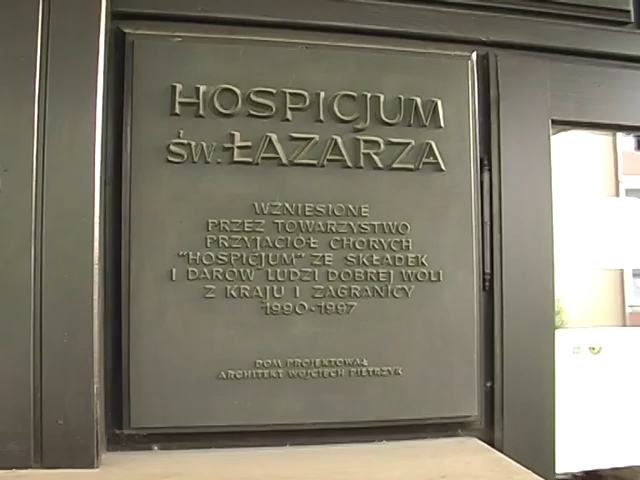 HOSPICJUM
ŚW. ŁAZARZA
WZNIESIONE
PRZEZ TOWARZYSTWO
PRZYJACIÓŁ CHORYCH
"HOSPICJUM" ZE SKŁADEK
I DARÓW LUDZI DOBREJ WOLI
Z KRAJU I ZAGRANICY
1990-1997
DOM PROJEKTOWAŁ
ARCHITEKT WOJCIECH PIETRZYK